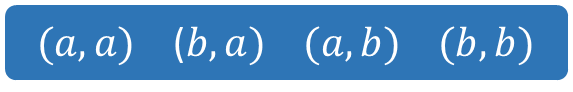 (a, a) (b, a) (a, b) (b, b)